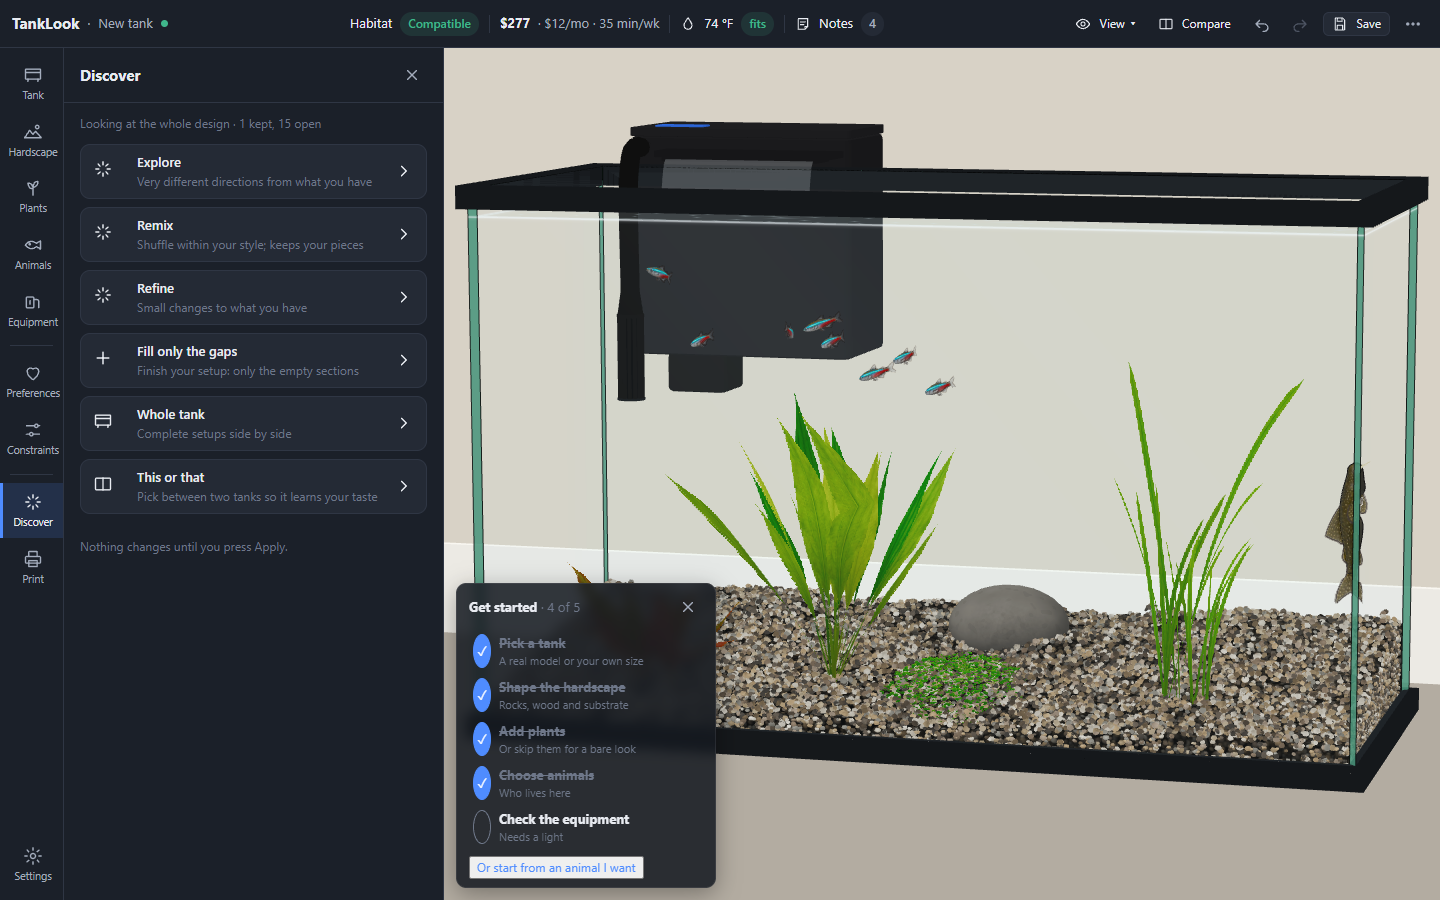 TankLook · New tank
Habitat Compatible $277 · $12/mo · 35 min/wk 74 °F fits Notes 4
View Compare Save
Tank
Hardscape
Plants
Animals
Equipment
Preferences
Constraints
Discover
Print
Settings
Discover
Looking at the whole design · 1 kept, 15 open
Explore
Very different directions from what you have
Remix
Shuffle within your style; keeps your pieces
Refine
Small changes to what you have
Fill only the gaps
Finish your setup: only the empty sections
Whole tank
Complete setups side by side
This or that
Pick between two tanks so it learns your taste
Nothing changes until you press Apply.
Get started · 4 of 5
Pick a tank
A real model or your own size
Shape the hardscape
Rocks, wood and substrate
Add plants
Or skip them for a bare look
Choose animals
Who lives here
Check the equipment
Needs a light
Or start from an animal I want